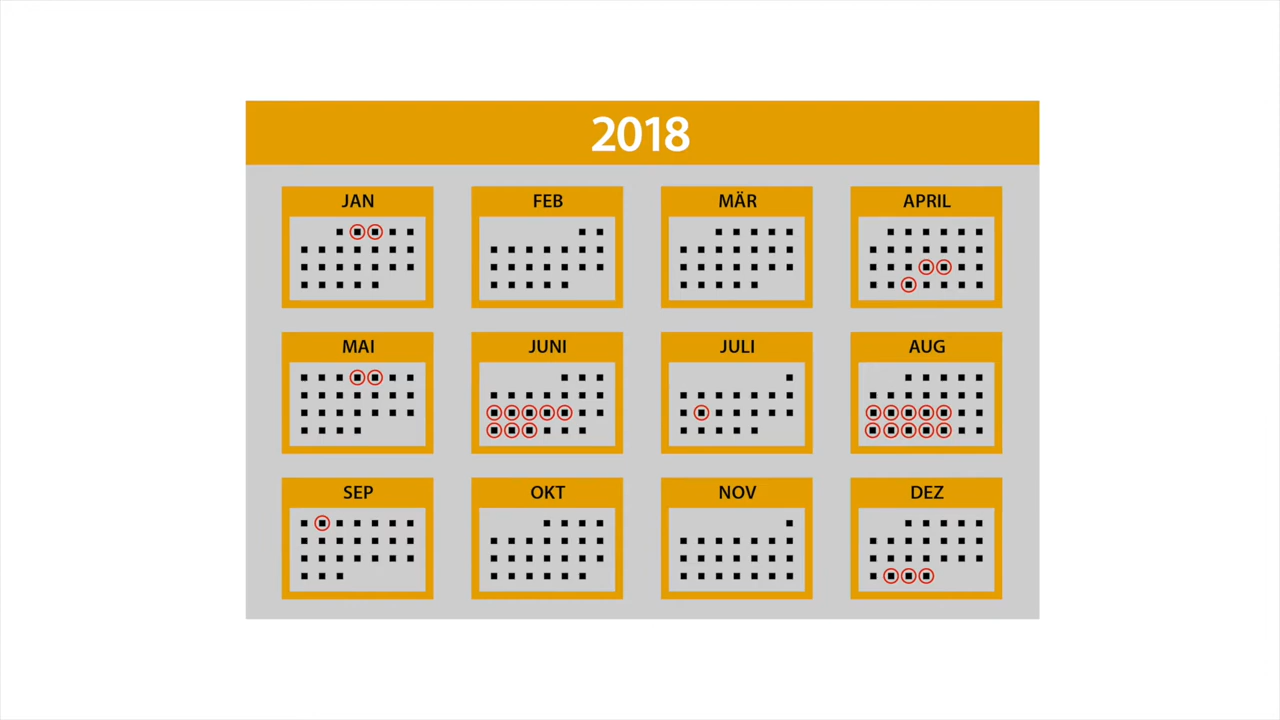 2018
JAN
FEB
MÄR
APRIL
MAI
JUNI
JULI
AUG
SEP
OKT
NOV
DEZ